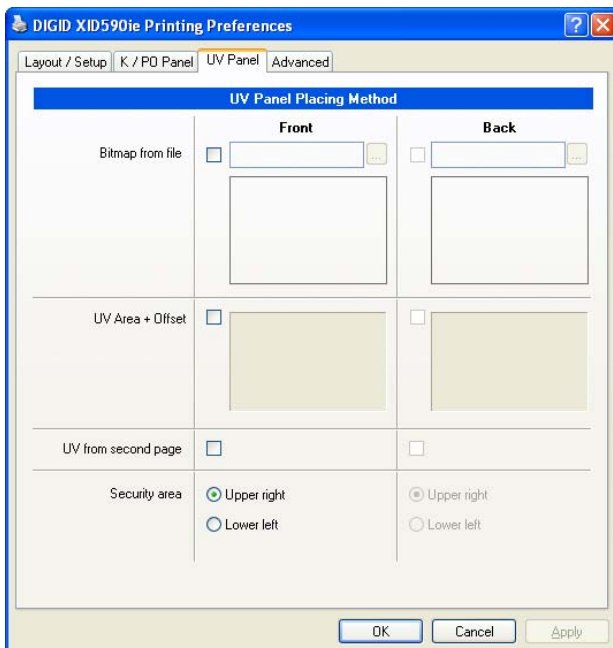 DIGID XID590ie Printing Preferences
Layout / Setup K / PO Panel UV Panel Advanced
UV Panel Placing Method
Front Back
Bitmap from file ... ...
UV Area + Offset
UV from second page
Security area Upper right Upper right
Lower left Lower left
OK Cancel Apply